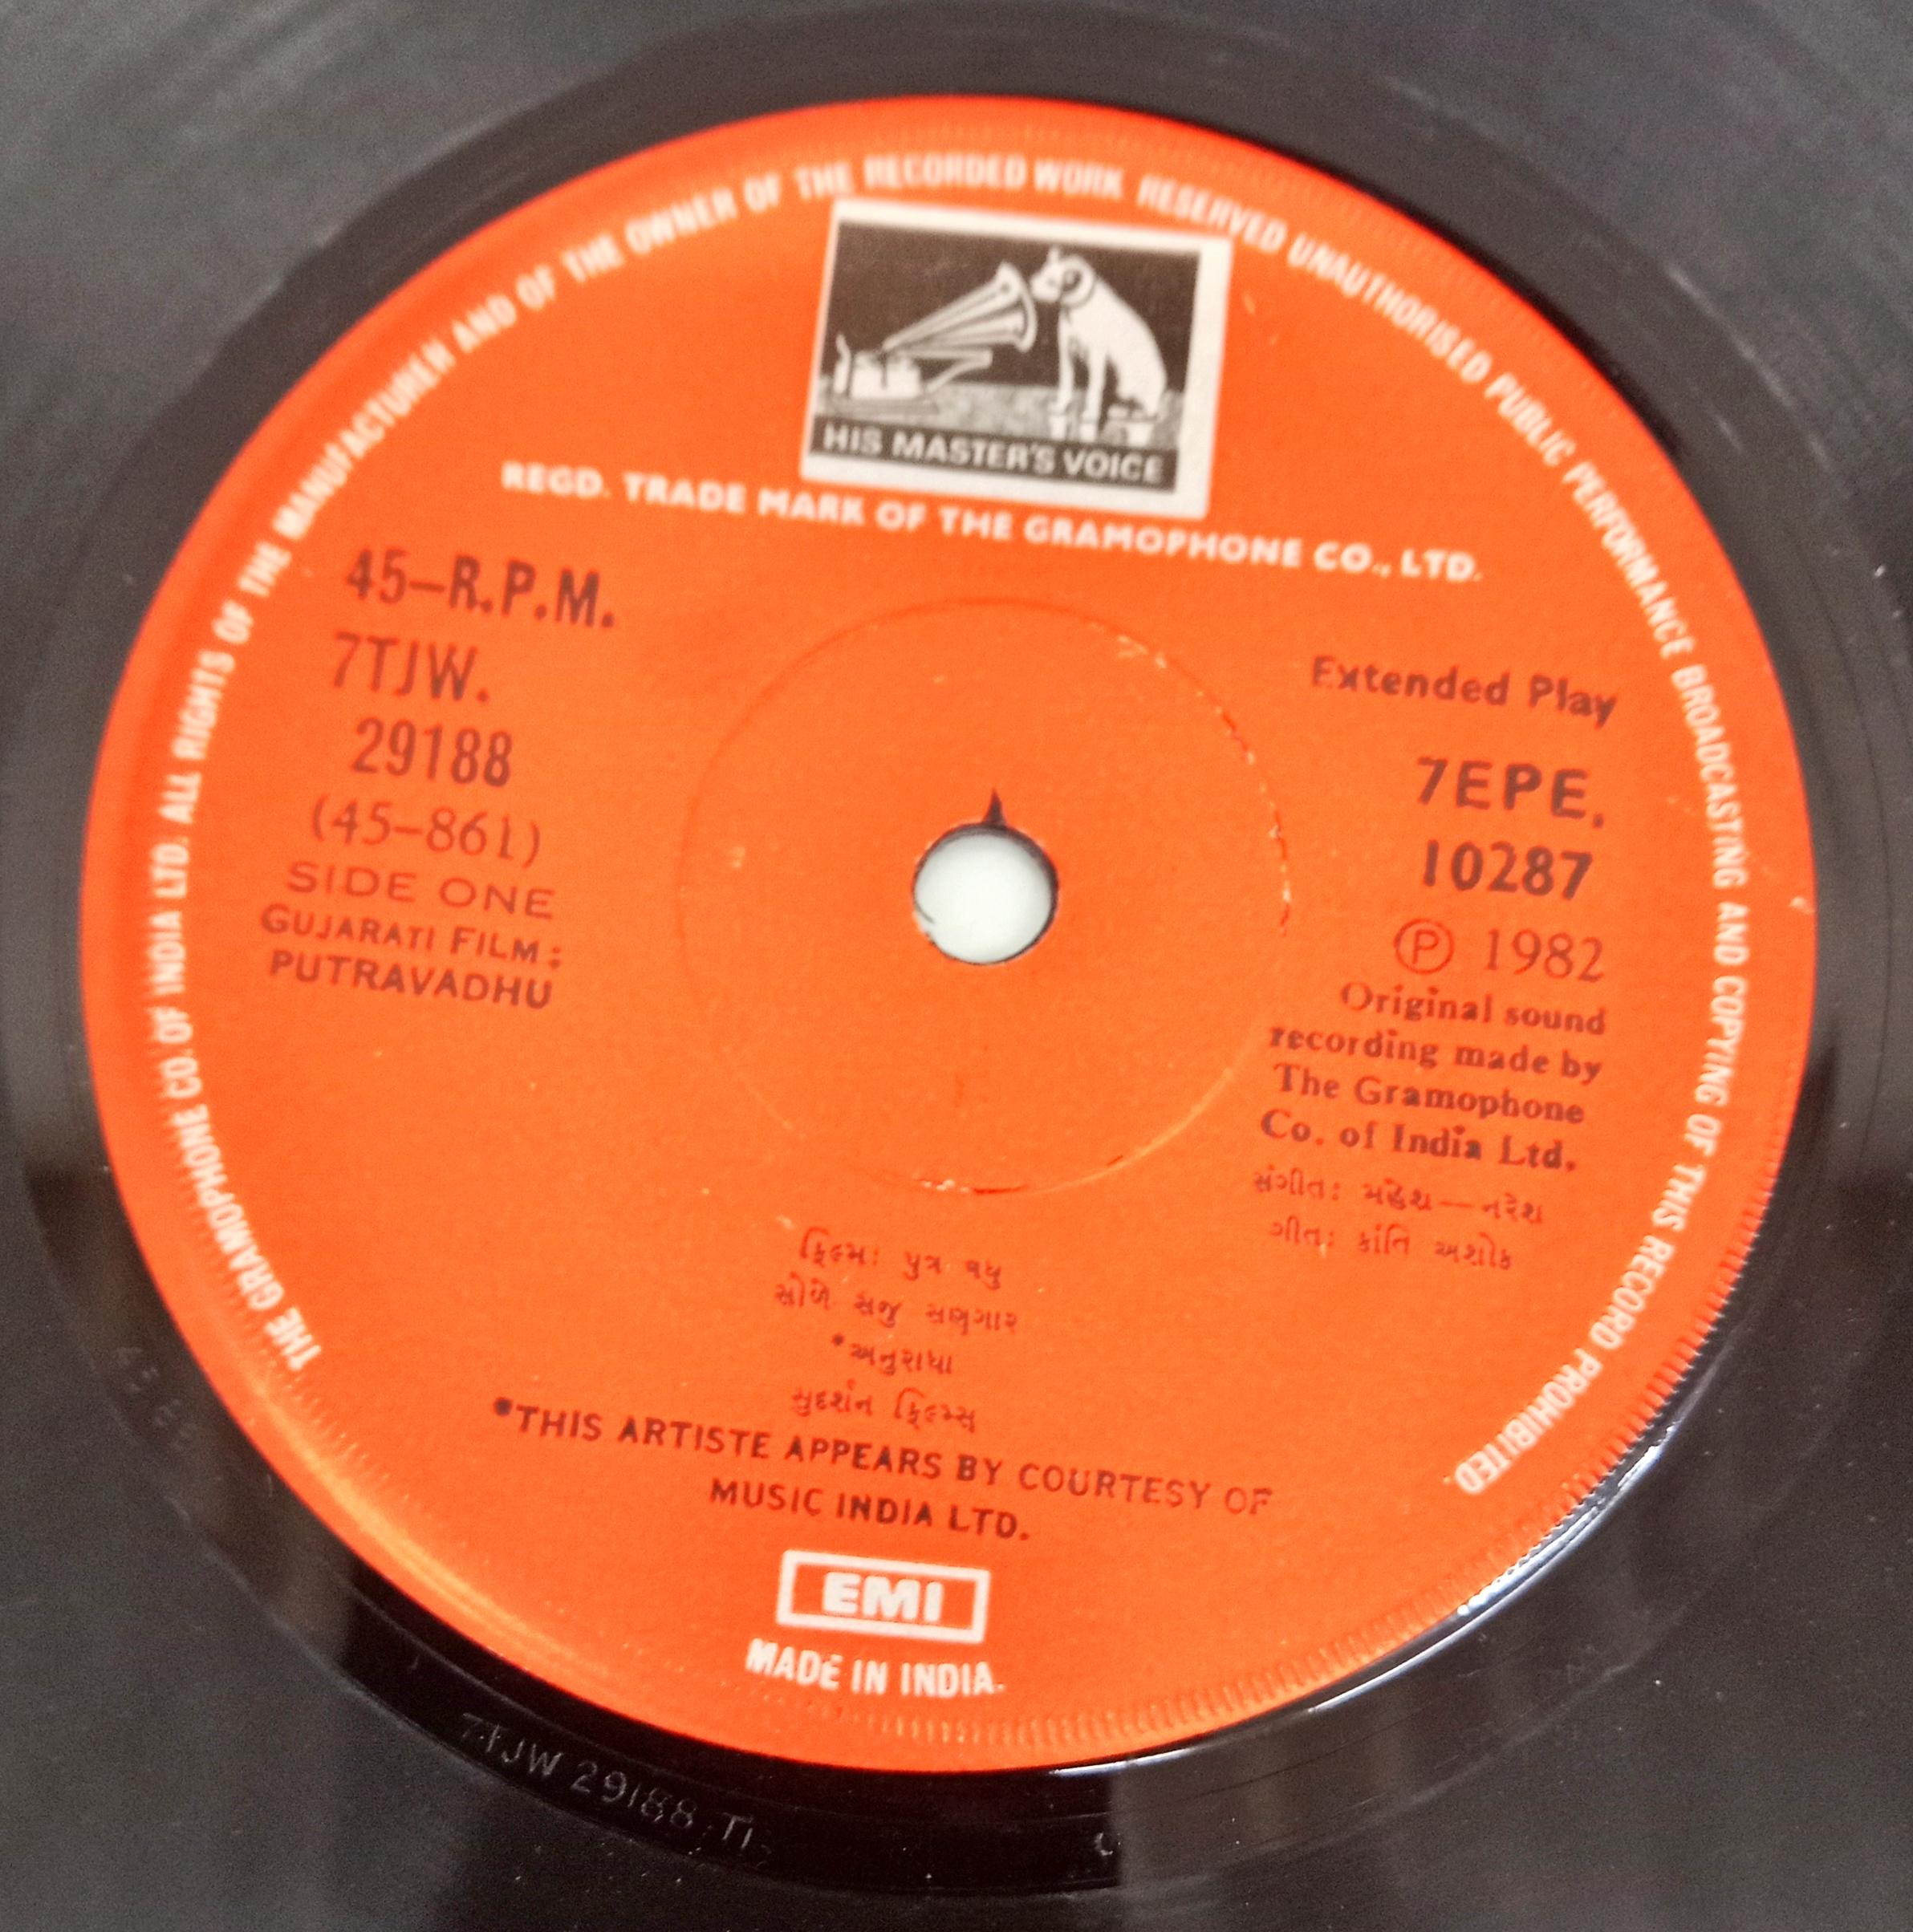 THE GRAMOPHONE CO. OF INDIA LTD. ALL RIGHTS OF THE MANUFACTURER AND OF THE OWNER OF THE RECORDED WORK RESERVED UNAUTHORISED PUBLIC PERFORMANCE BROADCASTING AND COPYING OF THIS RECORD PROHIBITED.
HIS MASTER'S VOICE
REGD. TRADE MARK OF THE GRAMOPHONE CO., LTD.
45–R.P.M.
7TJW.
29188
(45–861)
SIDE ONE
GUJARATI FILM :
PUTRAVADHU
Extended Play
7EPE.
10287
Ⓟ 1982
Original sound
recording made by
The Gramophone
Co. of India Ltd.
સંગીત: મહેશ—નરેશ
ગીત: કાંતિ અશોક
ફિલ્મ: પુત્ર વધુ
સોળે સજુ સણગાર
*અનુરાધા
સુદર્શન ફિલ્મ્સ
*THIS ARTISTE APPEARS BY COURTESY OF
MUSIC INDIA LTD.
EMI
MADE IN INDIA.
7TJW 29188